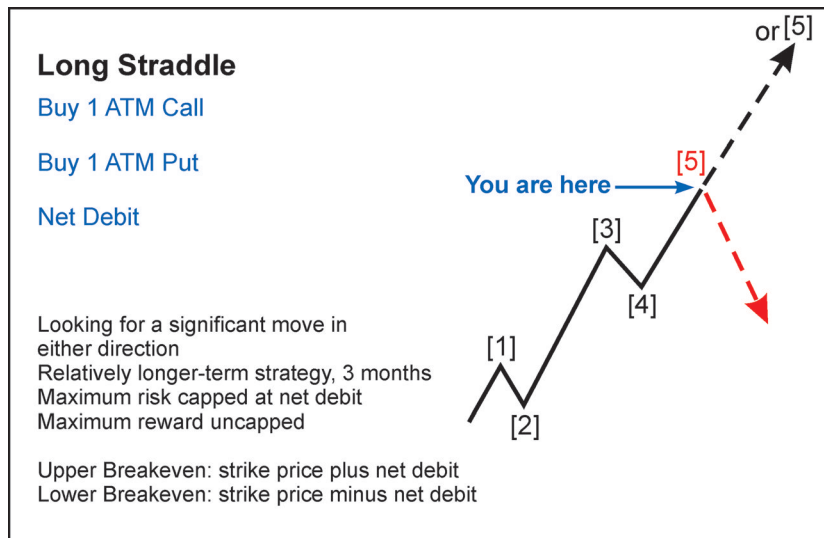 Long Straddle
Buy 1 ATM Call
Buy 1 ATM Put
Net Debit
Looking for a significant move in
either direction
Relatively longer-term strategy, 3 months
Maximum risk capped at net debit
Maximum reward uncapped
Upper Breakeven: strike price plus net debit
Lower Breakeven: strike price minus net debit
or [5]
[5]
You are here
[3]
[4]
[1]
[2]